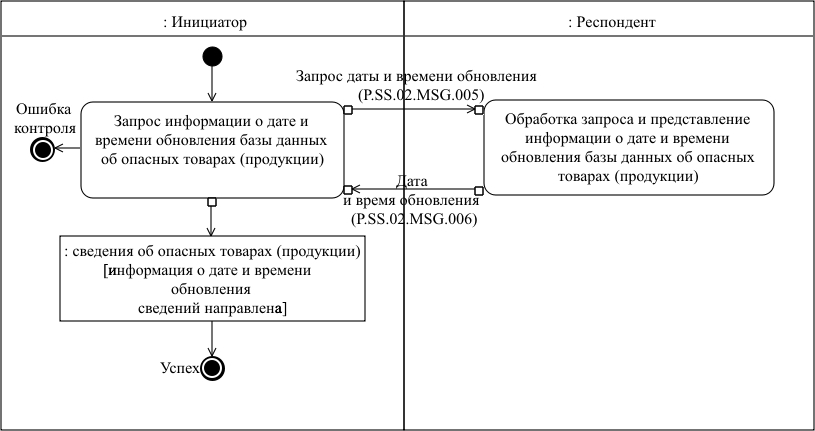 : Инициатор
: Респондент
Запрос даты и времени обновления
(P.SS.02.MSG.005)
Ошибка
контроля
Запрос информации о дате и
времени обновления базы данных
об опасных товарах (продукции)
Обработка запроса и представление
информации о дате и времени
обновления базы данных об опасных
товарах (продукции)
Дата
и время обновления
(P.SS.02.MSG.006)
: сведения об опасных товарах (продукции)
[информация о дате и времени
обновления
сведений направлена]
Успех